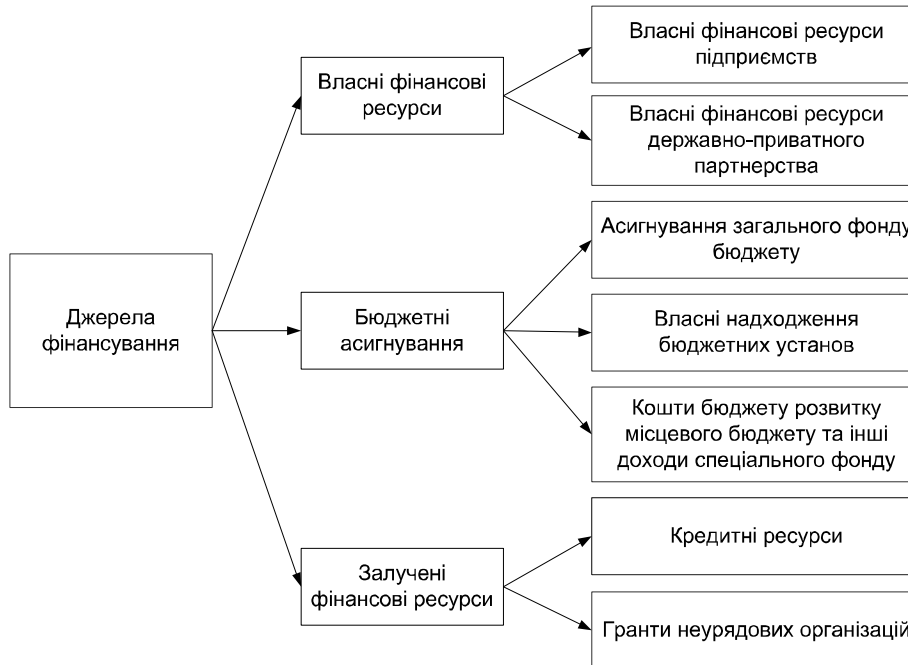 Джерела
фінансування
Власні фінансові
ресурси
Власні фінансові ресурси
підприємств
Власні фінансові ресурси
державно-приватного
партнерства
Бюджетні
асигнування
Асигнування загального фонду
бюджету
Власні надходження
бюджетних установ
Кошти бюджету розвитку
місцевого бюджету та інші
доходи спеціального фонду
Залучені
фінансові ресурси
Кредитні ресурси
Гранти неурядових організацій